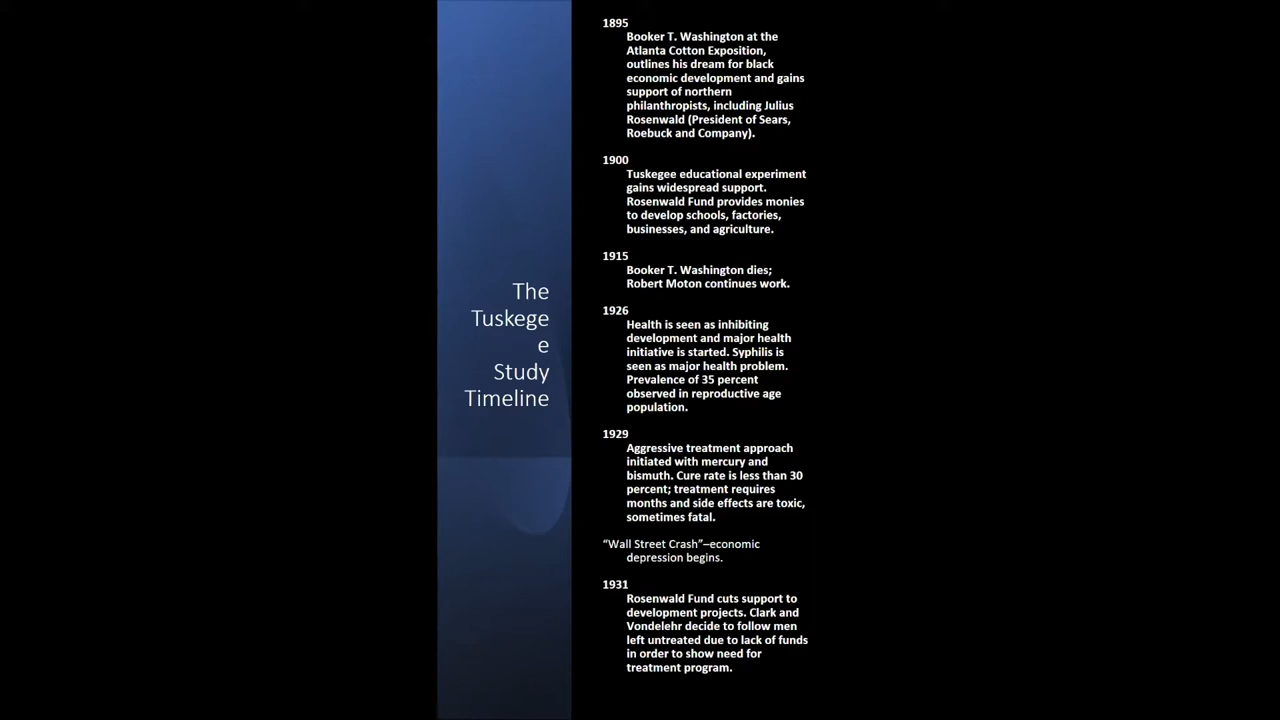 The
Tuskege
e
Study
Timeline
1895
Booker T. Washington at the
Atlanta Cotton Exposition,
outlines his dream for black
economic development and gains
support of northern
philanthropists, including Julius
Rosenwald (President of Sears,
Roebuck and Company).
1900
Tuskegee educational experiment
gains widespread support.
Rosenwald Fund provides monies
to develop schools, factories,
businesses, and agriculture.
1915
Booker T. Washington dies;
Robert Moton continues work.
1926
Health is seen as inhibiting
development and major health
initiative is started. Syphilis is
seen as major health problem.
Prevalence of 35 percent
observed in reproductive age
population.
1929
Aggressive treatment approach
initiated with mercury and
bismuth. Cure rate is less than 30
percent; treatment requires
months and side effects are toxic,
sometimes fatal.
“Wall Street Crash”–economic
depression begins.
1931
Rosenwald Fund cuts support to
development projects. Clark and
Vondelehr decide to follow men
left untreated due to lack of funds
in order to show need for
treatment program.